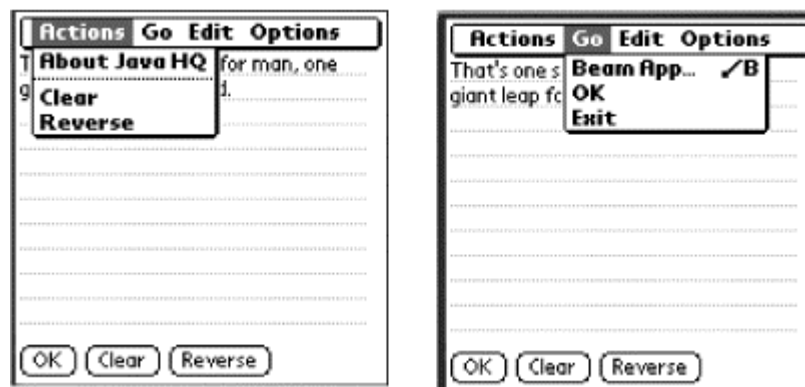 Actions Go Edit Options
About Java HQ
Clear
Reverse
T for man, one
g d.
OK Clear Reverse
Actions Go Edit Options
Beam App... /B
OK
Exit
That's one s
giant leap fo
OK Clear Reverse